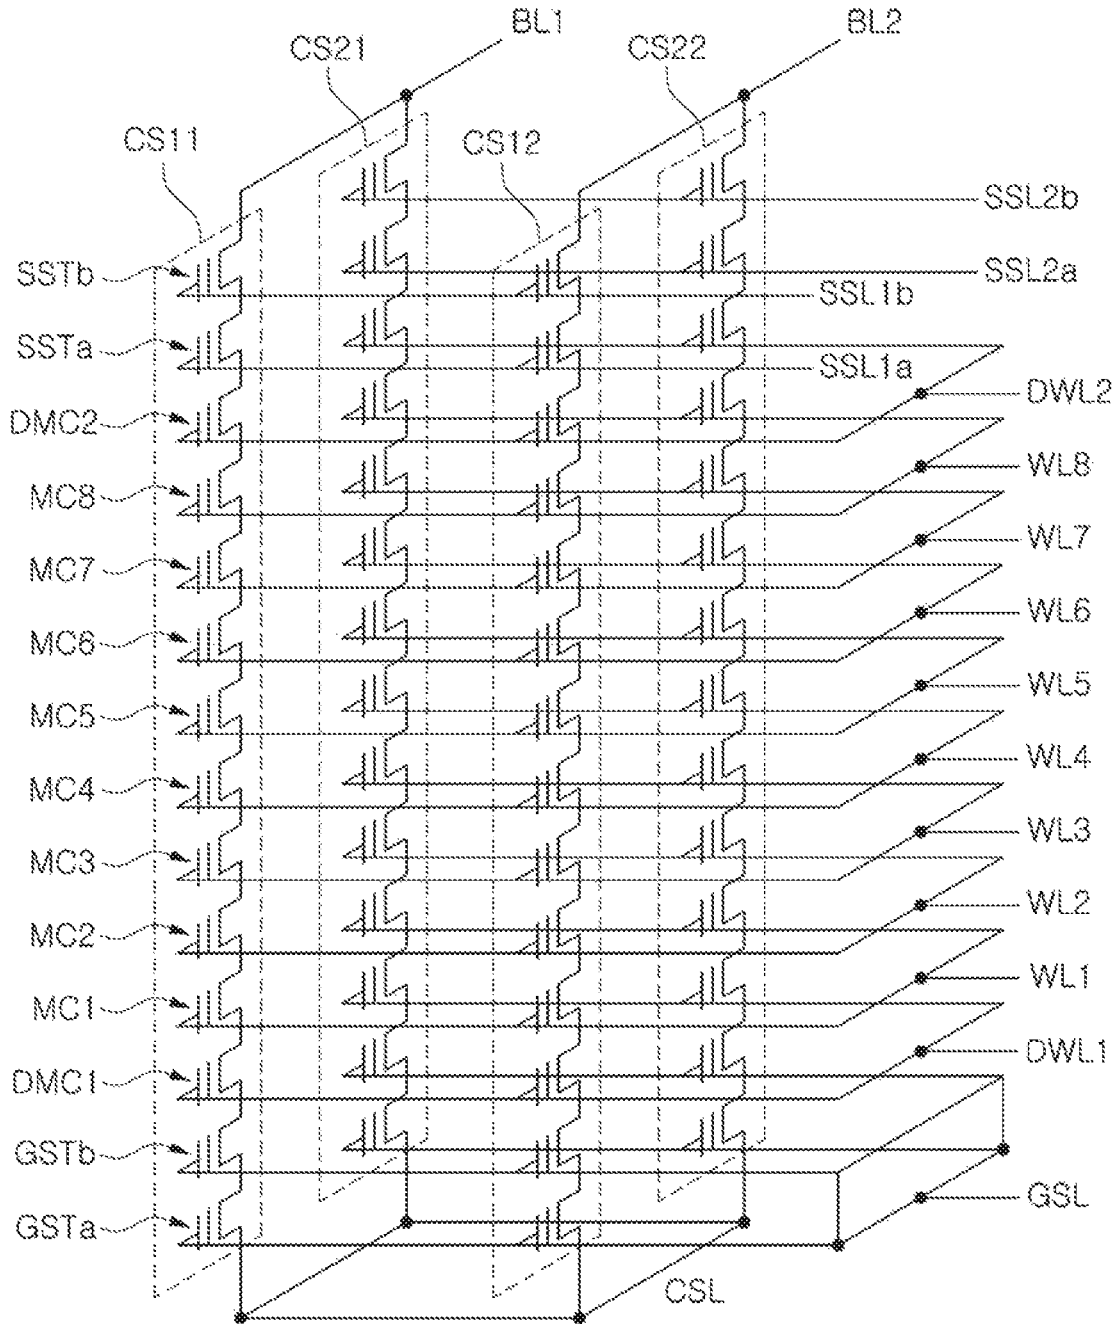 BL1
BL2
CS21
CS22
CS11
CS12
SSL2b
SSTb
SSL2a
SSL1b
SSTa
SSL1a
DWL2
DMC2
WL8
MC8
WL7
MC7
WL6
MC6
WL5
MC5
WL4
MC4
WL3
MC3
WL2
MC2
WL1
MC1
DWL1
DMC1
GSTb
GSL
GSTa
CSL